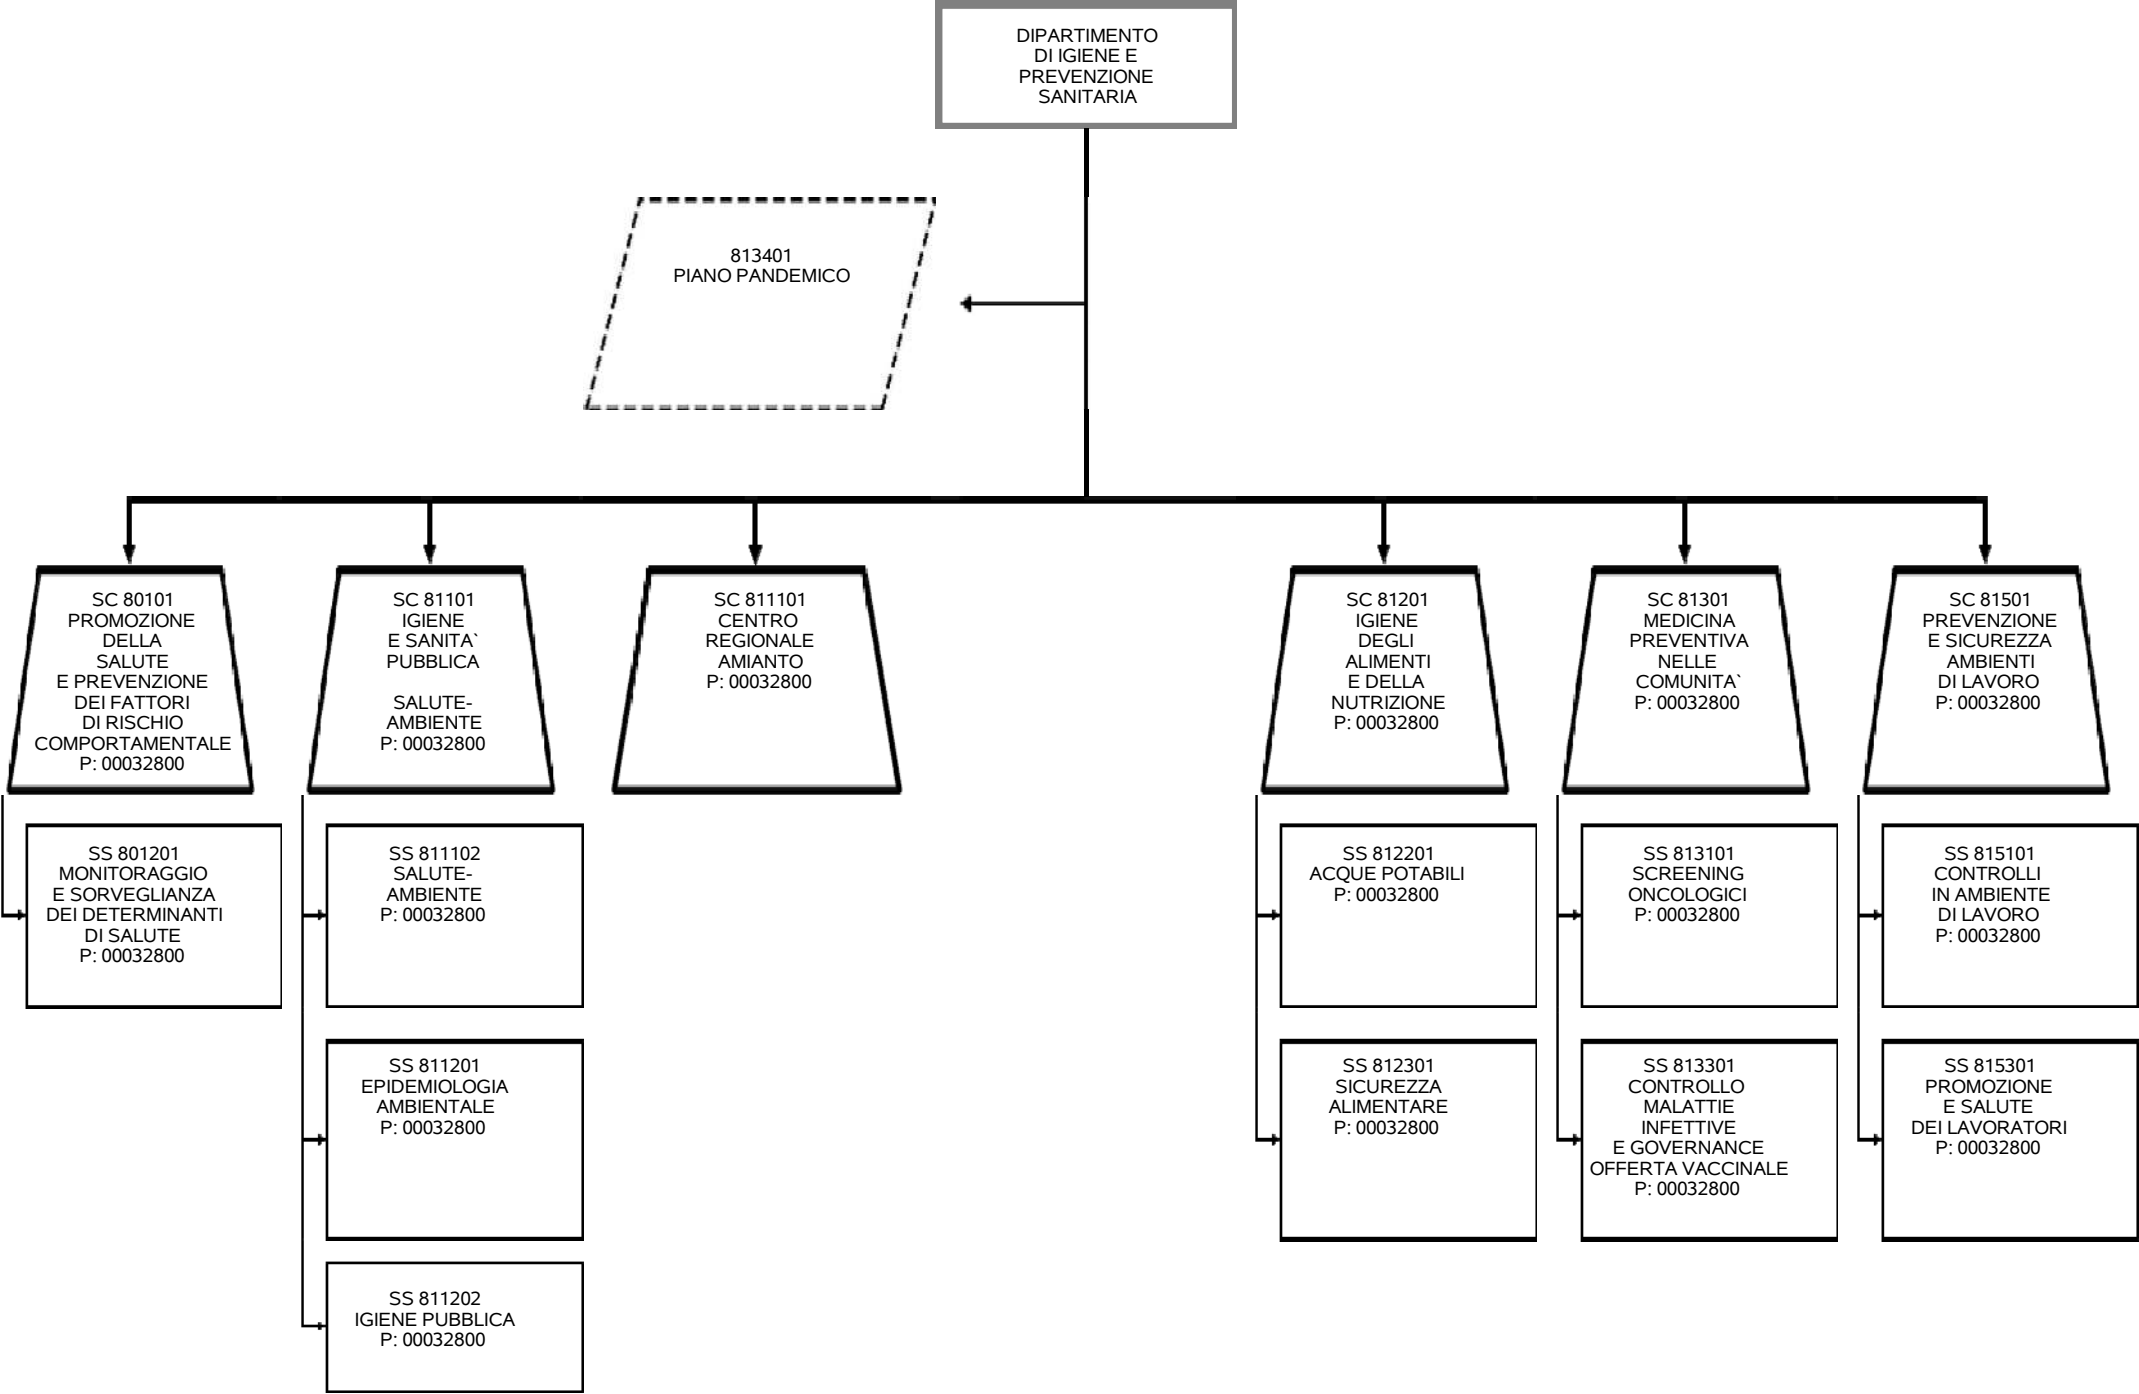 DIPARTIMENTO
DI IGIENE E
PREVENZIONE
SANITARIA
813401
PIANO PANDEMICO
SC 80101
PROMOZIONE
DELLA
SALUTE
E PREVENZIONE
DEI FATTORI
DI RISCHIO
COMPORTAMENTALE
P: 00032800
SC 81101
IGIENE
E SANITA`
PUBBLICA
SALUTE-
AMBIENTE
P: 00032800
SC 811101
CENTRO
REGIONALE
AMIANTO
P: 00032800
SC 81201
IGIENE
DEGLI
ALIMENTI
E DELLA
NUTRIZIONE
P: 00032800
SC 81301
MEDICINA
PREVENTIVA
NELLE
COMUNITA`
P: 00032800
SC 81501
PREVENZIONE
E SICUREZZA
AMBIENTI
DI LAVORO
P: 00032800
SS 801201
MONITORAGGIO
E SORVEGLIANZA
DEI DETERMINANTI
DI SALUTE
P: 00032800
SS 811102
SALUTE-
AMBIENTE
P: 00032800
SS 812201
ACQUE POTABILI
P: 00032800
SS 813101
SCREENING
ONCOLOGICI
P: 00032800
SS 815101
CONTROLLI
IN AMBIENTE
DI LAVORO
P: 00032800
SS 811201
EPIDEMIOLOGIA
AMBIENTALE
P: 00032800
SS 812301
SICUREZZA
ALIMENTARE
P: 00032800
SS 813301
CONTROLLO
MALATTIE
INFETTIVE
E GOVERNANCE
OFFERTA VACCINALE
P: 00032800
SS 815301
PROMOZIONE
E SALUTE
DEI LAVORATORI
P: 00032800
SS 811202
IGIENE PUBBLICA
P: 00032800